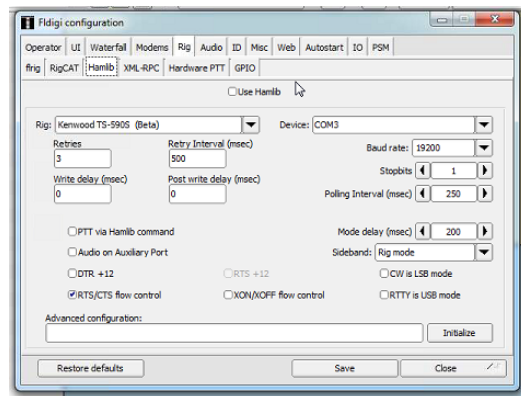 Fldigi configuration
Operator UI Waterfall Modems Rig Audio ID Misc Web Autostart IO PSM
flrig RigCAT Hamlib XML-RPC Hardware PTT GPIO
Use Hamlib
Rig: Kenwood TS-590S (Beta) Device: COM3
Retries Retry Interval (msec) Baud rate: 19200
3 500
Stopbits 1
Write delay (msec) Post write delay (msec)
0 0 Polling Interval (msec) 250
PTT via Hamlib command Mode delay (msec) 200
Audio on Auxiliary Port Sideband: Rig mode
DTR +12 RTS +12 CW is LSB mode
RTS/CTS flow control XON/XOFF flow control RTTY is USB mode
Advanced configuration:
Initialize
Restore defaults Save Close